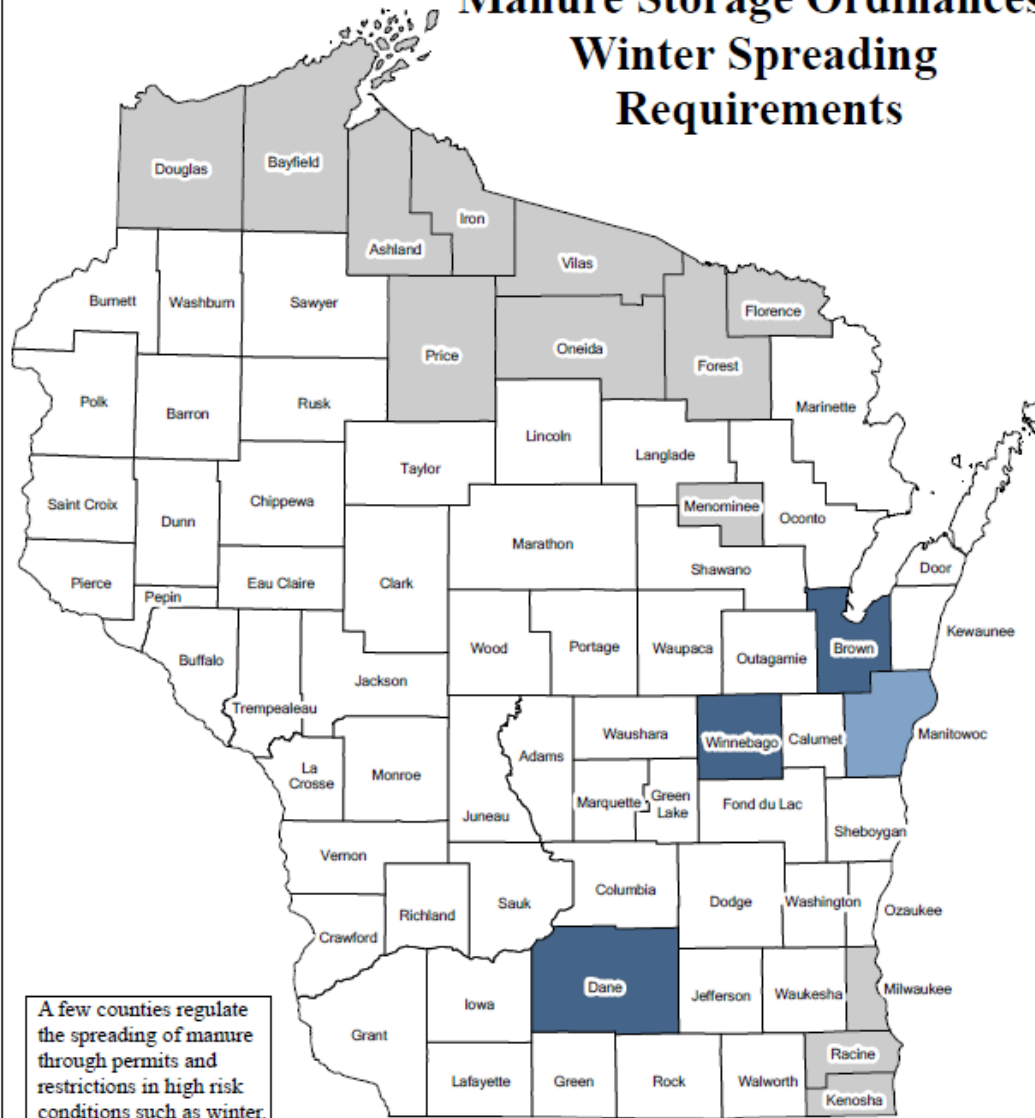 Manure Storage Ordinances
Winter Spreading
Requirements
Douglas
Bayfield
Iron
Ashland
Vilas
Burnett
Washburn
Sawyer
Florence
Price
Oneida
Forest
Polk
Barron
Rusk
Marinette
Lincoln
Langlade
Taylor
Saint Croix
Chippewa
Menominee
Dunn
Oconto
Marathon
Shawano
Door
Pierce
Eau Claire
Clark
Pepin
Kewaunee
Wood
Portage
Waupaca
Brown
Outagamie
Buffalo
Jackson
Trempealeau
Waushara
Winnebago
Calumet
Manitowoc
Adams
La
Crosse
Monroe
Marquette
Green
Lake
Fond du Lac
Juneau
Sheboygan
Vernon
Columbia
Dodge
Washington
Sauk
Richland
Ozaukee
Crawford
Dane
Jefferson
Waukesha
Milwaukee
Iowa
Grant
Racine
Lafayette
Green
Rock
Walworth
Kenosha
A few counties regulate
the spreading of manure
through permits and
restrictions in high risk
conditions such as winter.